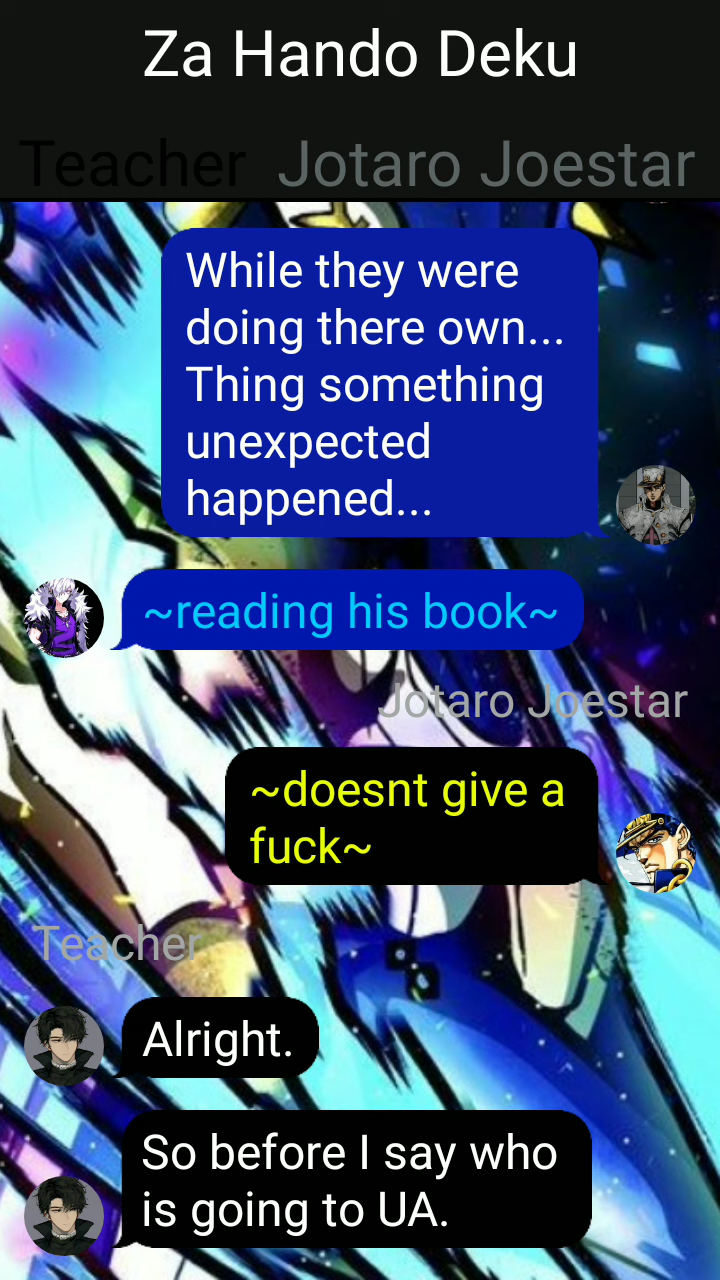 Za Hando Deku
Teacher Jotaro Joestar
While they were
doing there own...
Thing something
unexpected
happened...
~reading his book~
Jotaro Joestar
~doesnt give a
fuck~
Teacher
Alright.
So before I say who
is going to UA.